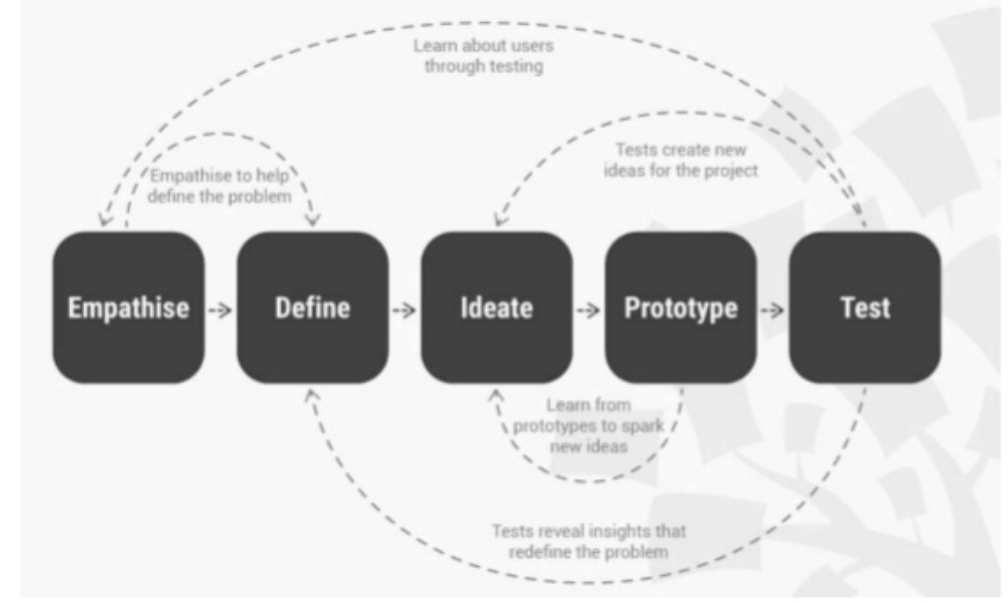 Learn about users
through testing
Tests create new
ideas for the project
Empathise to help
define the problem
Empathise
Define
Ideate
Prototype
Test
Learn from
prototypes to spark
new ideas
Tests reveal insights that
redefine the problem